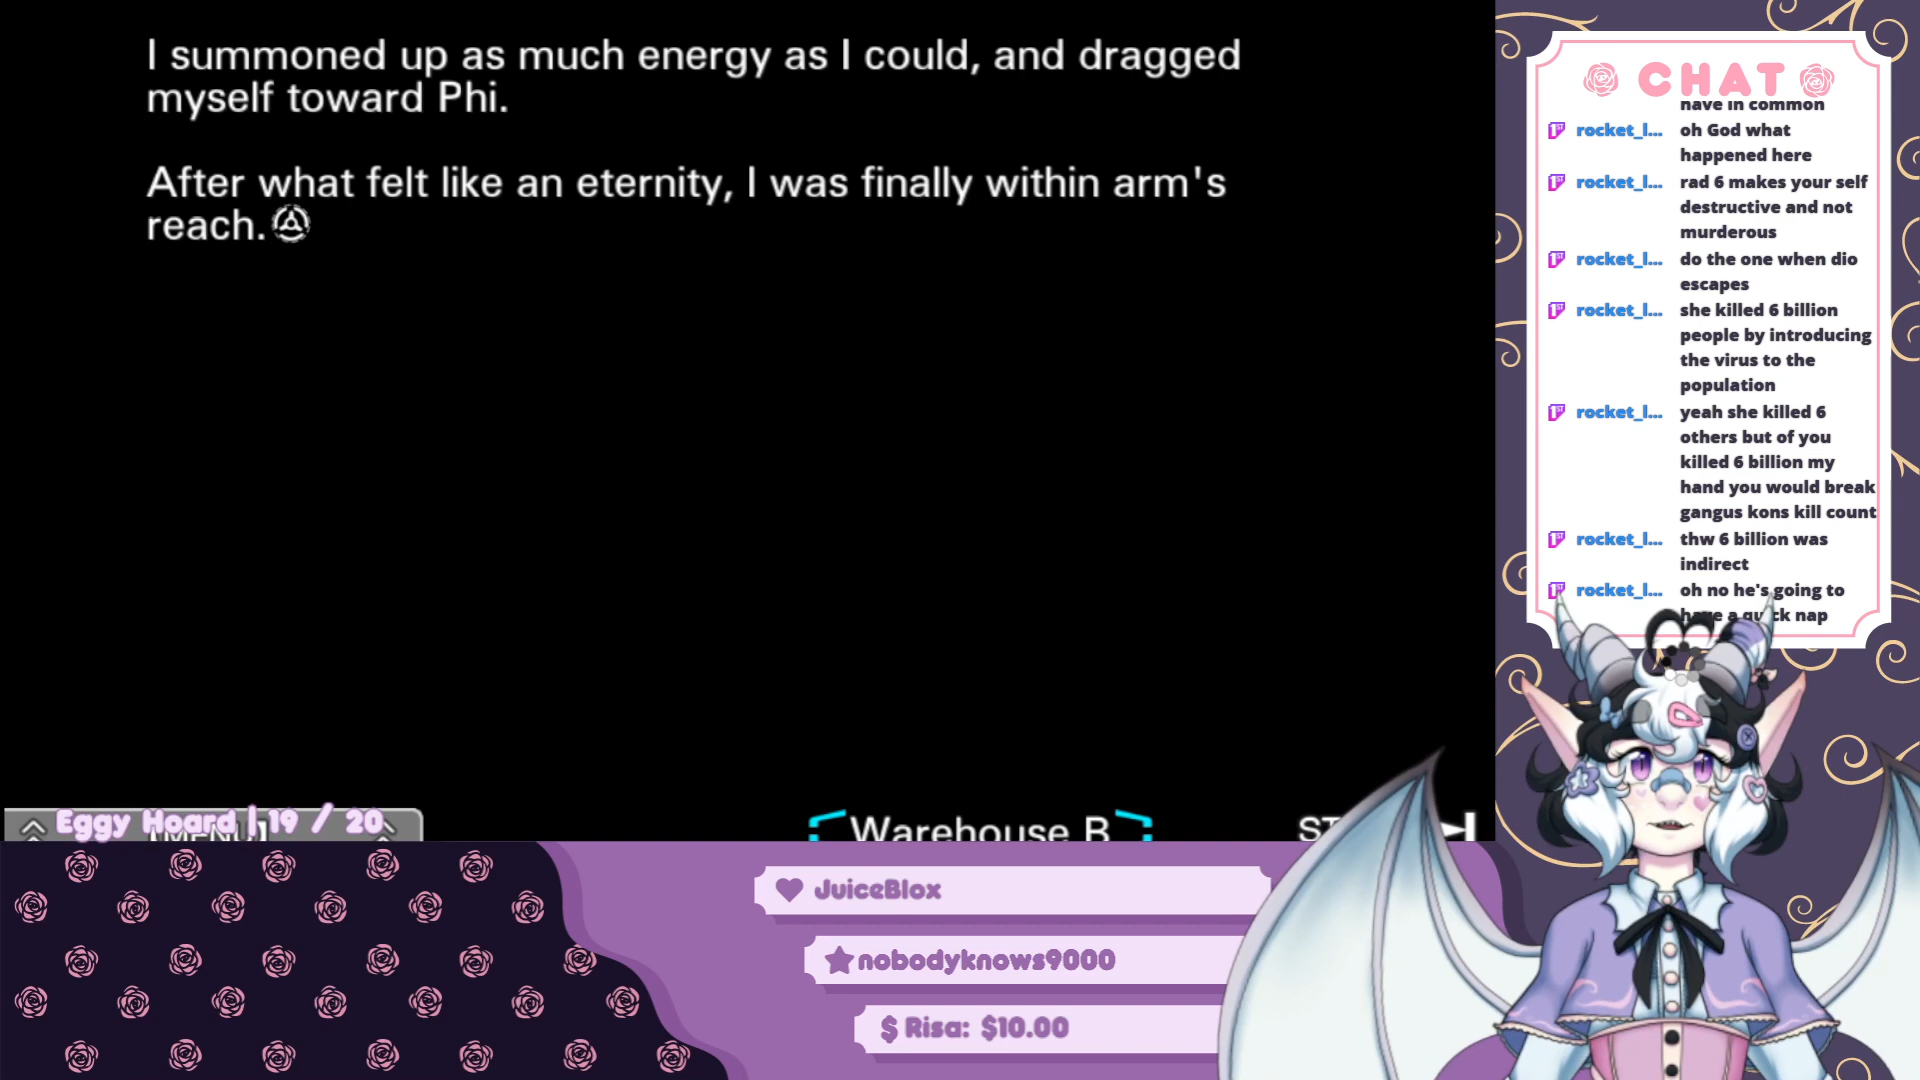 I summoned up as much energy as I could, and dragged
myself toward Phi.
After what felt like an eternity, I was finally within arm's
reach.
Eggy Hoard | 19 / 20
[MENU]
Warehouse B
ST
CHAT
have in common
rocket_l... oh God what
happened here
rocket_l... rad 6 makes your self
destructive and not
murderous
rocket_l... do the one when dio
escapes
rocket_l... she killed 6 billion
people by introducing
the virus to the
population
rocket_l... yeah she killed 6
others but of you
killed 6 billion my
hand you would break
gangus kons kill count
rocket_l... thw 6 billion was
indirect
rocket_l... oh no he's going to
have a quick nap
JuiceBlox
nobodyknows9000
$ Risa: $10.00